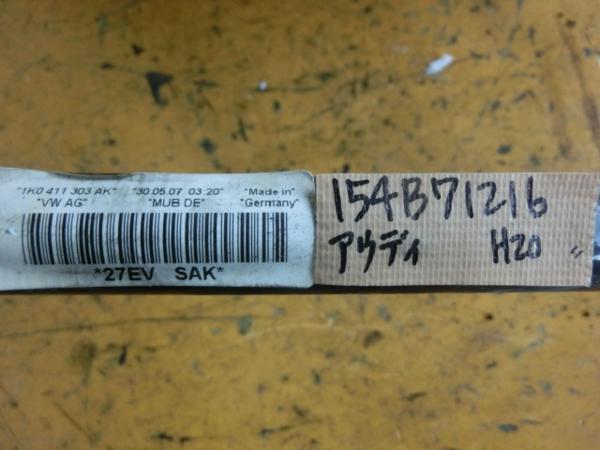 "1K0 411 303 AK" "30.05.07 03:20" "Made in"
"VW AG" "MUB DE" "Germany"
*27EV SAK*
154B71216
アウディ H20 〃